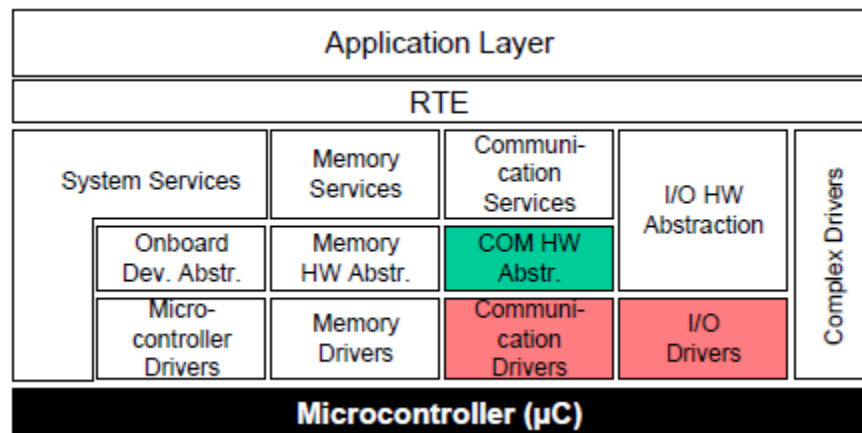 Application Layer
RTE
System Services
Memory
Services
Communi-
cation
Services
I/O HW
Abstraction
Complex Drivers
Onboard
Dev. Abstr.
Memory
HW Abstr.
COM HW
Abstr.
Micro-
controller
Drivers
Memory
Drivers
Communi-
cation
Drivers
I/O
Drivers
Microcontroller (µC)